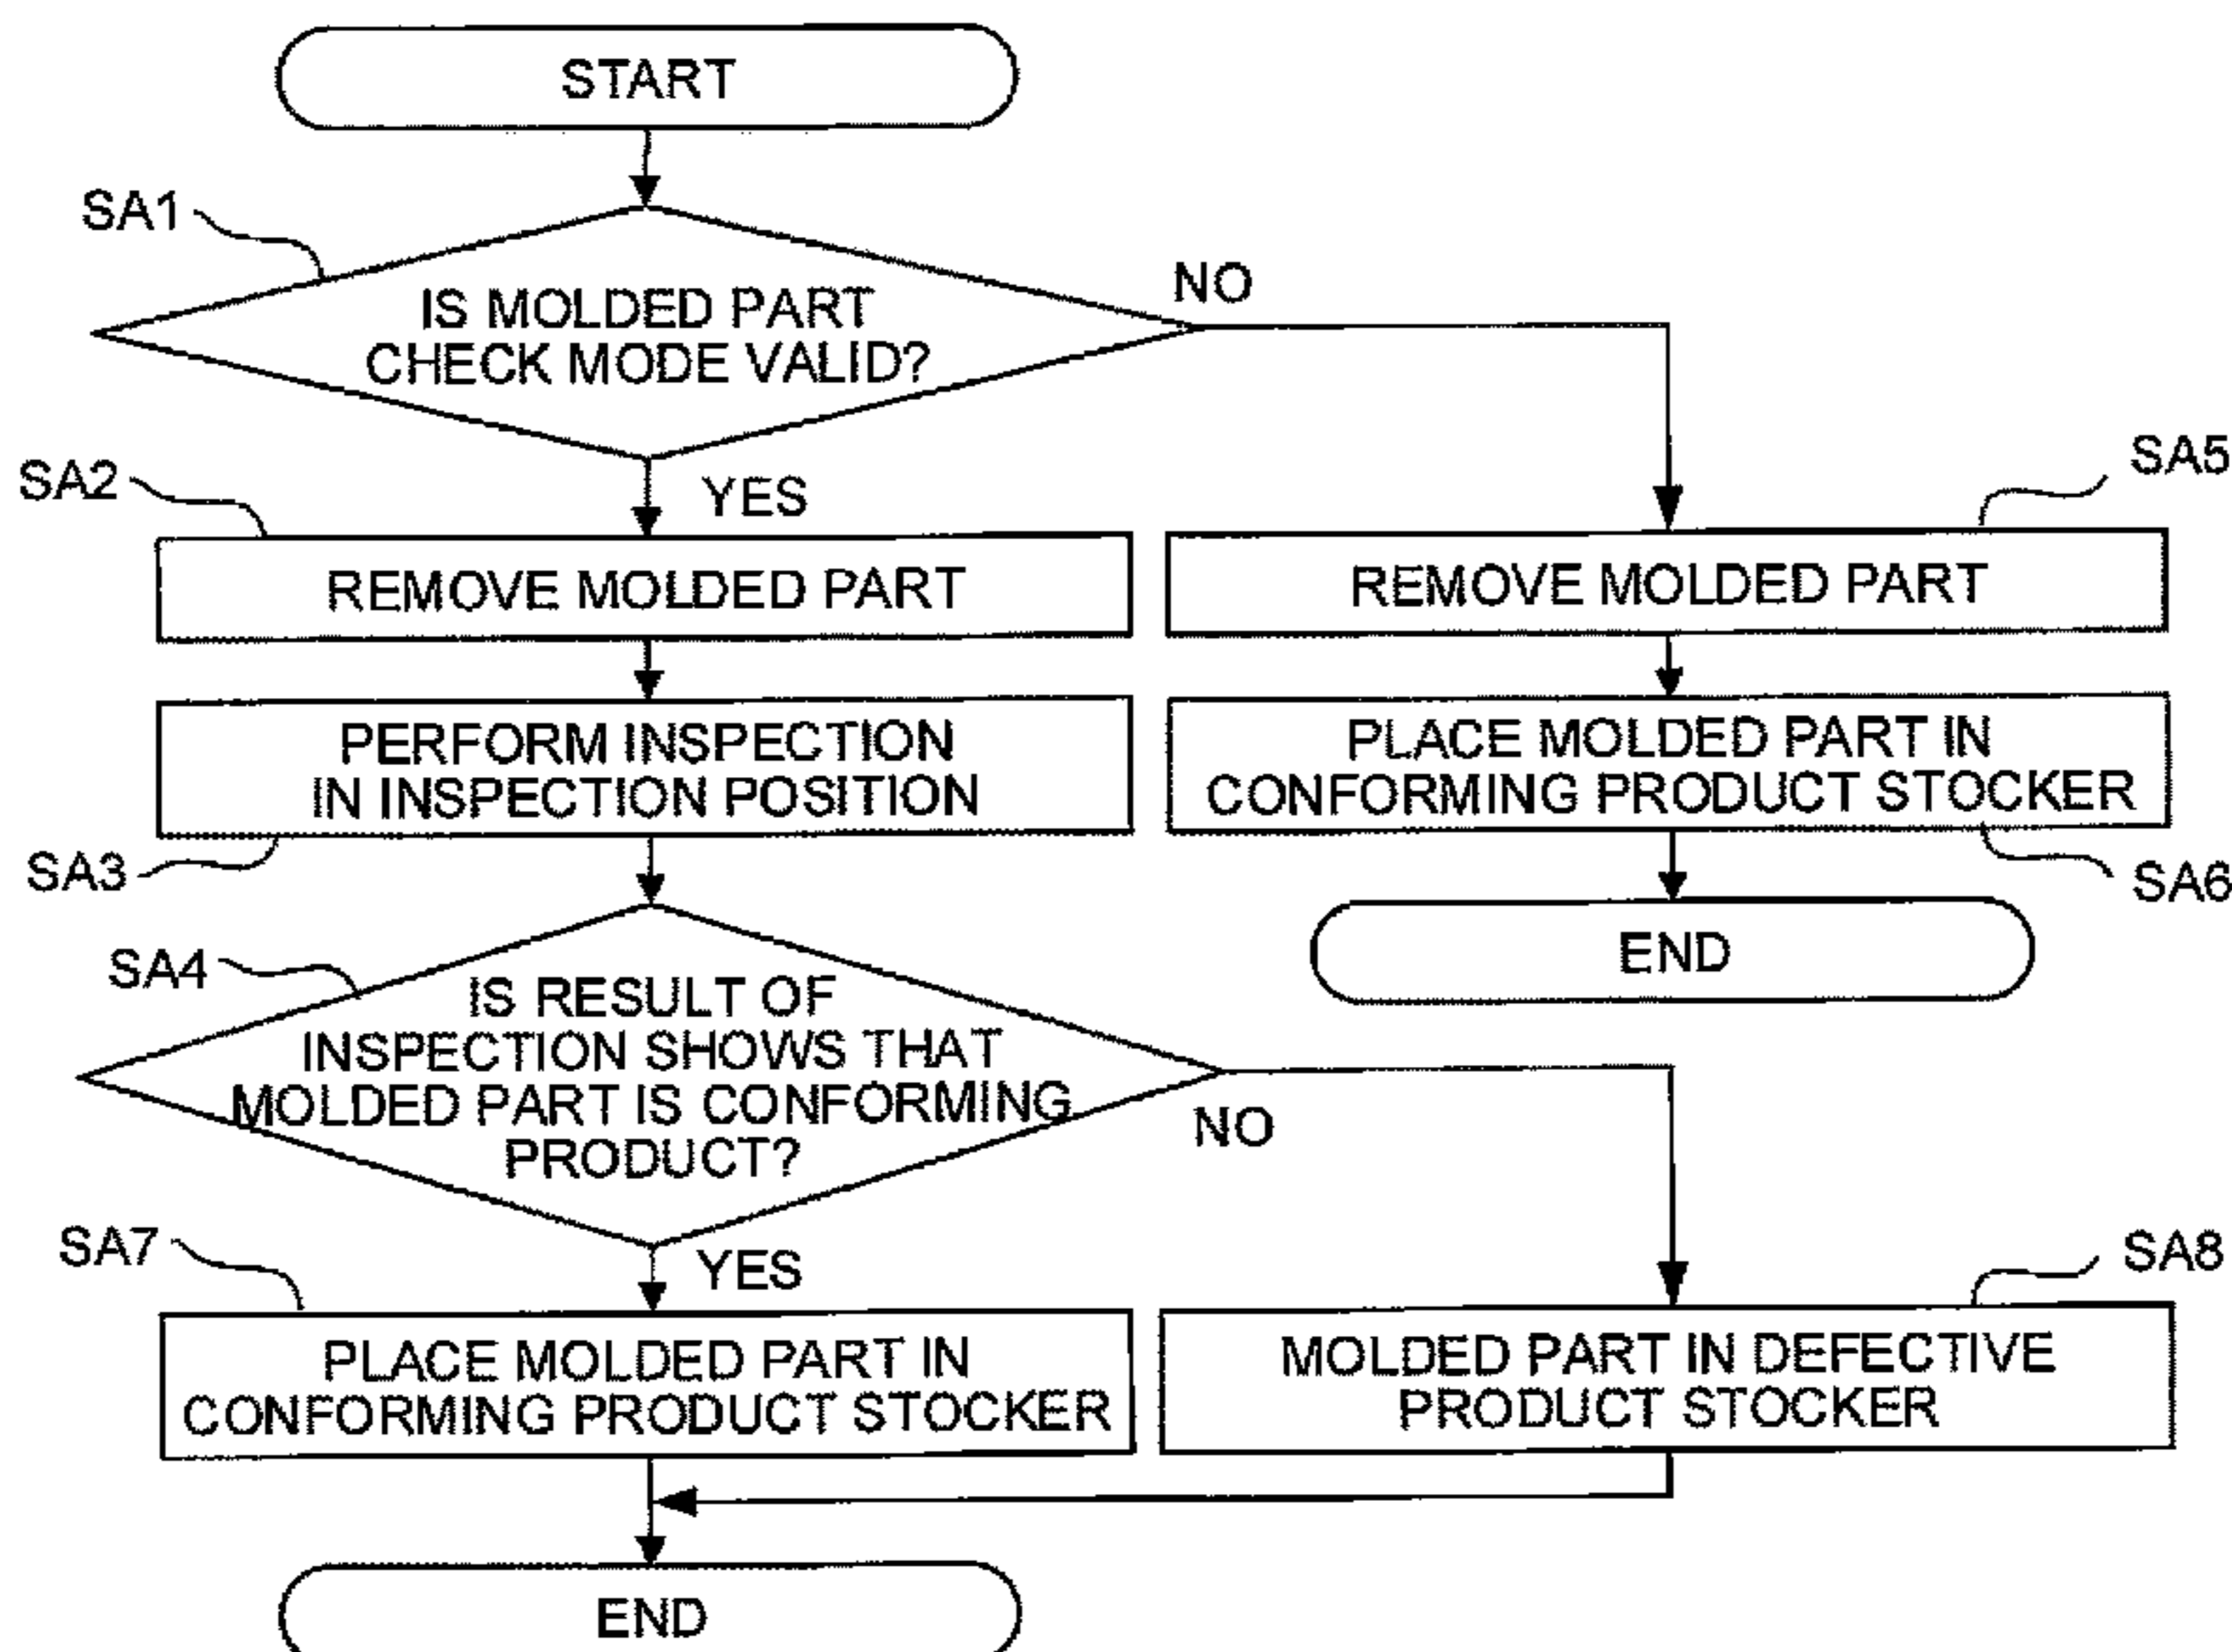 START
SA1
IS MOLDED PART
CHECK MODE VALID?
NO
YES
SA2
REMOVE MOLDED PART
SA5
REMOVE MOLDED PART
PERFORM INSPECTION
IN INSPECTION POSITION
SA3
PLACE MOLDED PART IN
CONFORMING PRODUCT STOCKER
SA6
END
SA4
IS RESULT OF
INSPECTION SHOWS THAT
MOLDED PART IS CONFORMING
PRODUCT?
NO
YES
SA7
PLACE MOLDED PART IN
CONFORMING PRODUCT STOCKER
SA8
MOLDED PART IN DEFECTIVE
PRODUCT STOCKER
END